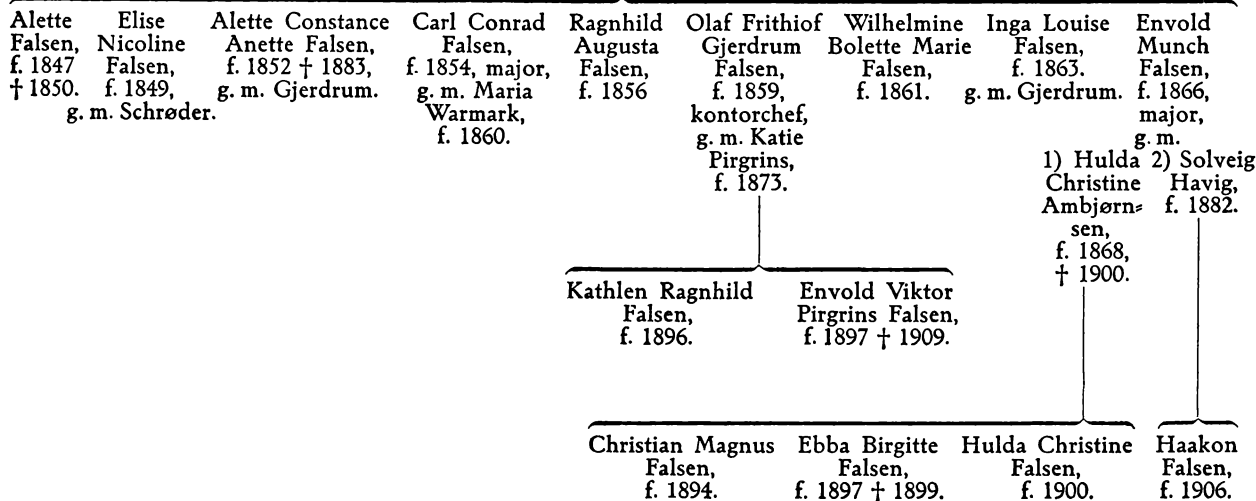 Alette
Falsen,
f. 1847
† 1850.
Elise
Nicoline
Falsen,
f. 1849,
g. m. Schrøder.
Alette Constance
Anette Falsen,
f. 1852 † 1883,
g. m. Gjerdrum.
Carl Conrad
Falsen,
f. 1854, major,
g. m. Maria
Warmark,
f. 1860.
Ragnhild
Augusta
Falsen,
f. 1856
Olaf Frithiof
Gjerdrum
Falsen,
f. 1859,
kontorchef,
g. m. Katie
Pirgrins,
f. 1873.
Wilhelmine
Bolette Marie
Falsen,
f. 1861.
Inga Louise
Falsen,
f. 1863.
g. m. Gjerdrum.
Envold
Munch
Falsen,
f. 1866,
major,
g. m.
1) Hulda
Christine
Ambjørn=
sen,
f. 1868,
† 1900.
2) Solveig
Havig,
f. 1882.
Kathlen Ragnhild
Falsen,
f. 1896.
Envold Viktor
Pirgrins Falsen,
f. 1897 † 1909.
Christian Magnus
Falsen,
f. 1894.
Ebba Birgitte
Falsen,
f. 1897 † 1899.
Hulda Christine
Falsen,
f. 1900.
Haakon
Falsen,
f. 1906.